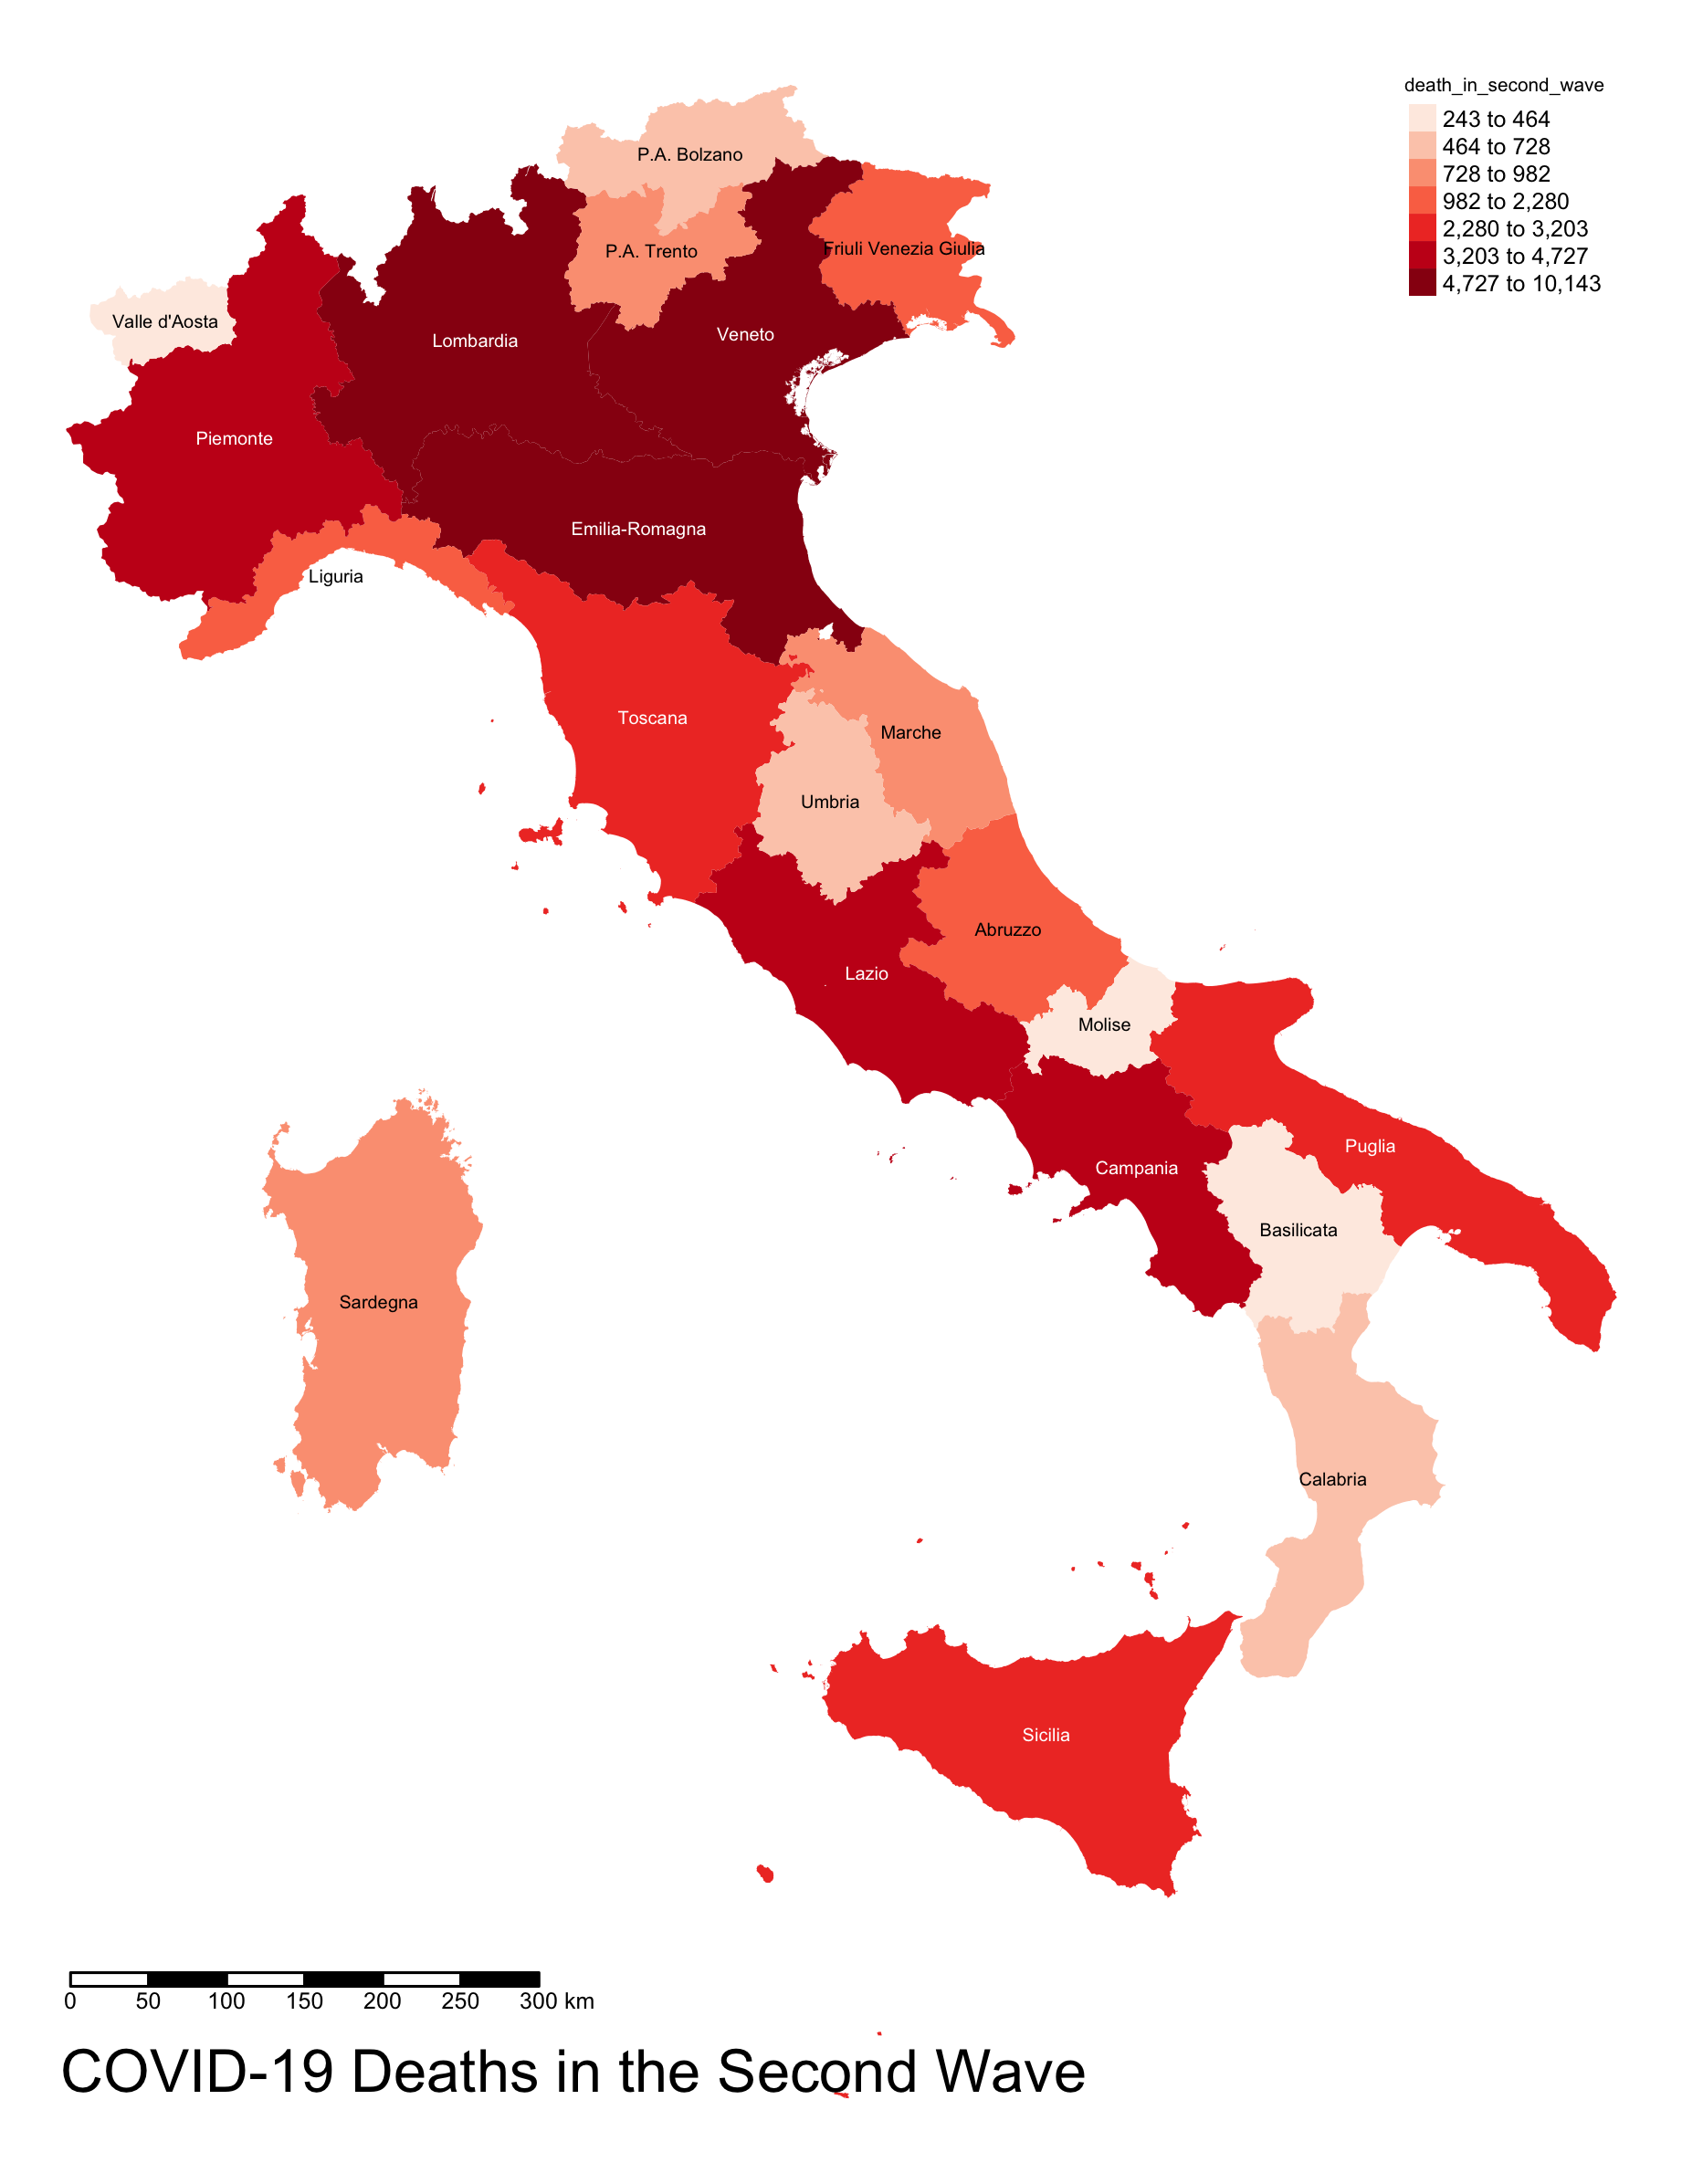 death_in_second_wave
243 to 464
464 to 728
728 to 982
982 to 2,280
2,280 to 3,203
3,203 to 4,727
4,727 to 10,143
P.A. Bolzano
P.A. Trento
Friuli Venezia Giulia
Valle d'Aosta
Lombardia
Veneto
Piemonte
Emilia-Romagna
Liguria
Toscana
Marche
Umbria
Abruzzo
Lazio
Molise
Puglia
Campania
Basilicata
Sardegna
Calabria
Sicilia
0 50 100 150 200 250 300 km
COVID-19 Deaths in the Second Wave